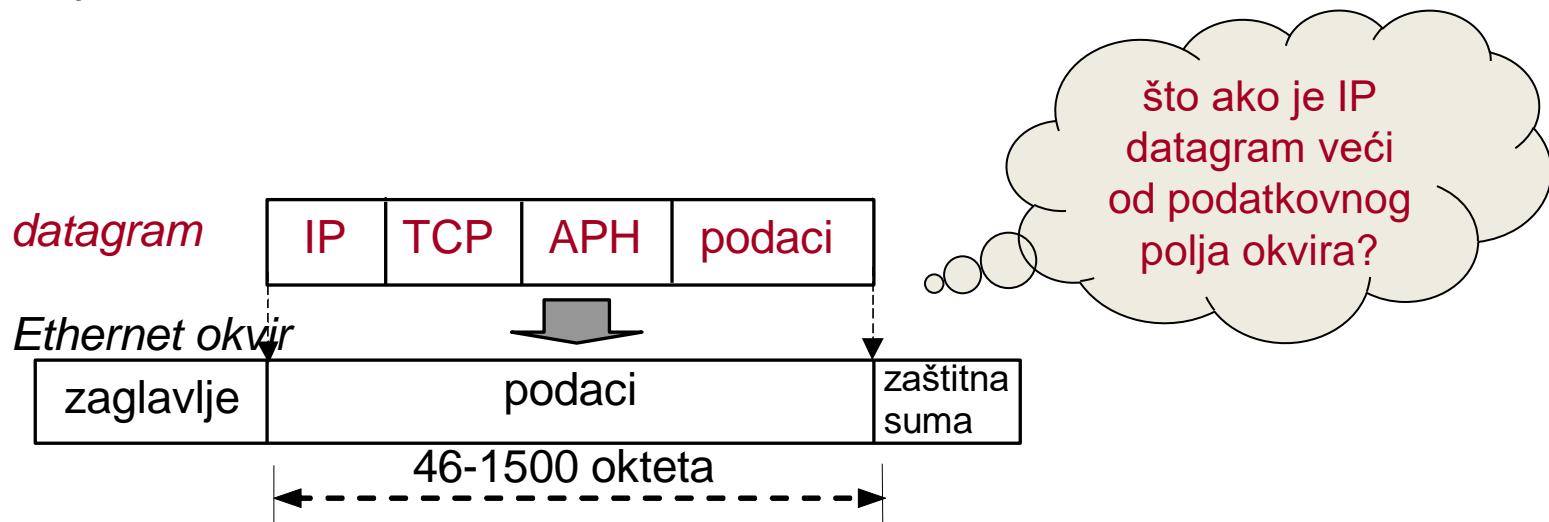 što ako je IP
datagram veći
od podatkovnog
polja okvira?
datagram IP TCP APH podaci
Ethernet okvir
zaglavlje podaci zaštitna
suma
46-1500 okteta